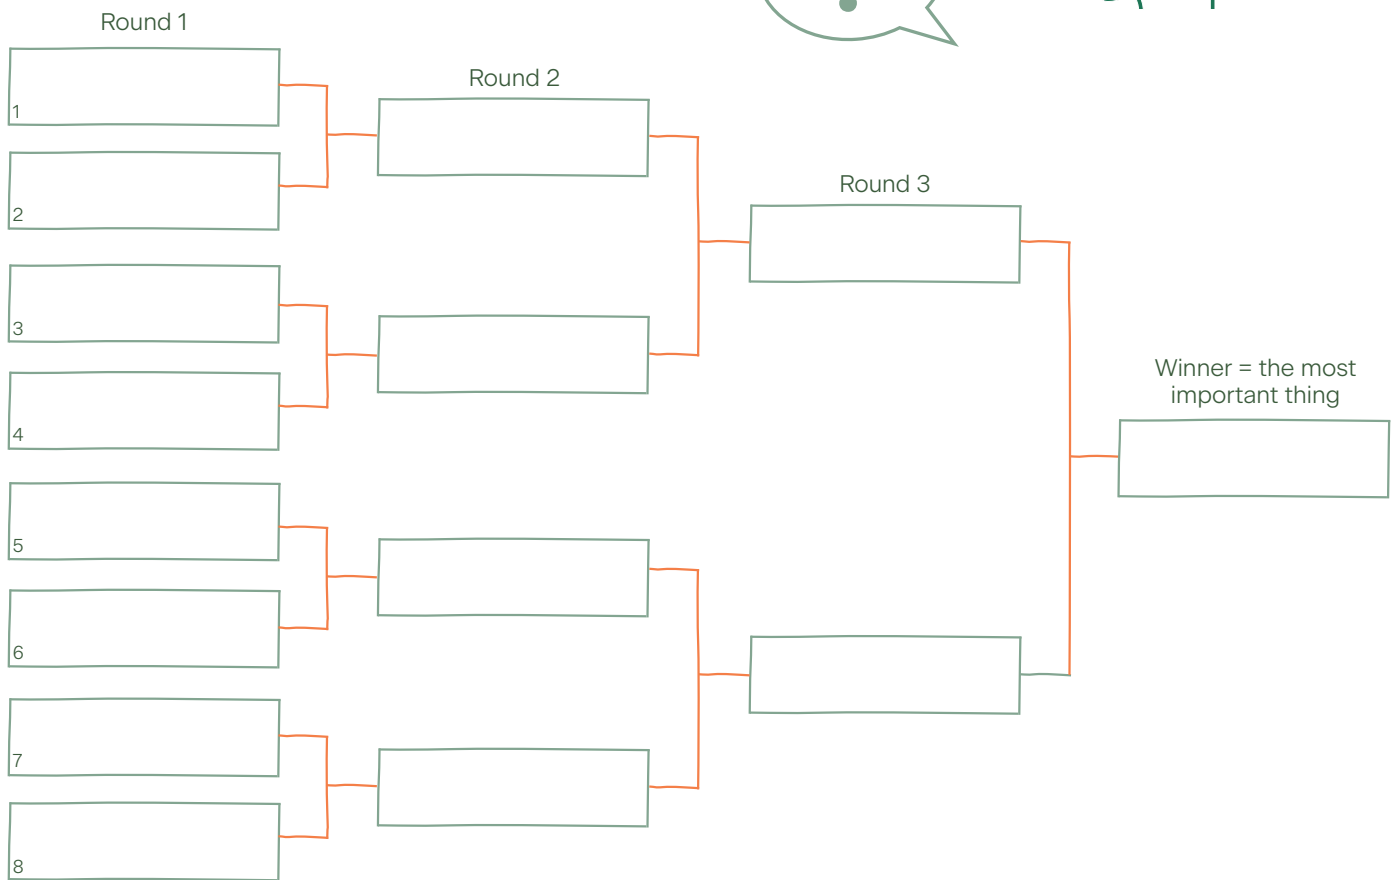 Round 1
Round 2
Round 3
1
2
3
4
5
6
7
8
Winner = the most
important thing